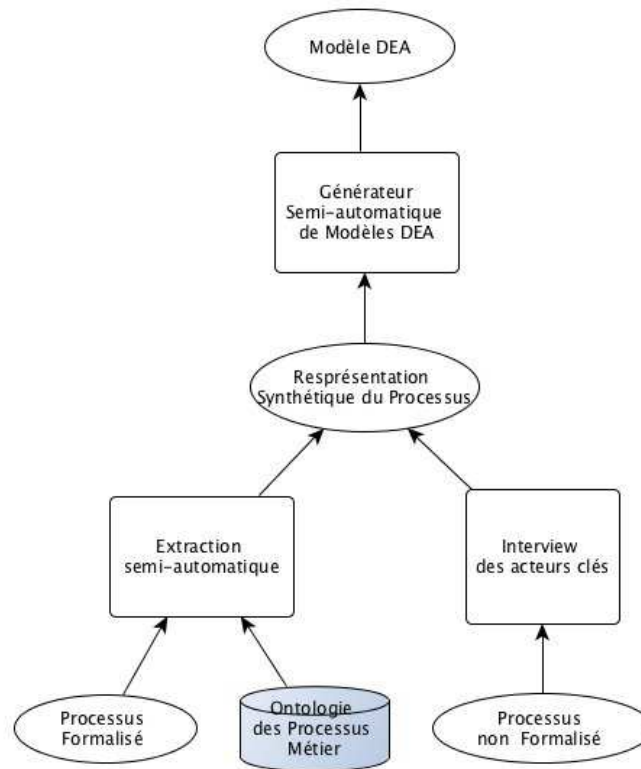 Modèle DEA
Générateur
Semi-automatique
de Modèles DEA
Resprésentation
Synthétique du Processus
Extraction
semi-automatique
Interview
des acteurs clés
Processus
Formalisé
Ontologie
des Processus
Métier
Processus
non Formalisé